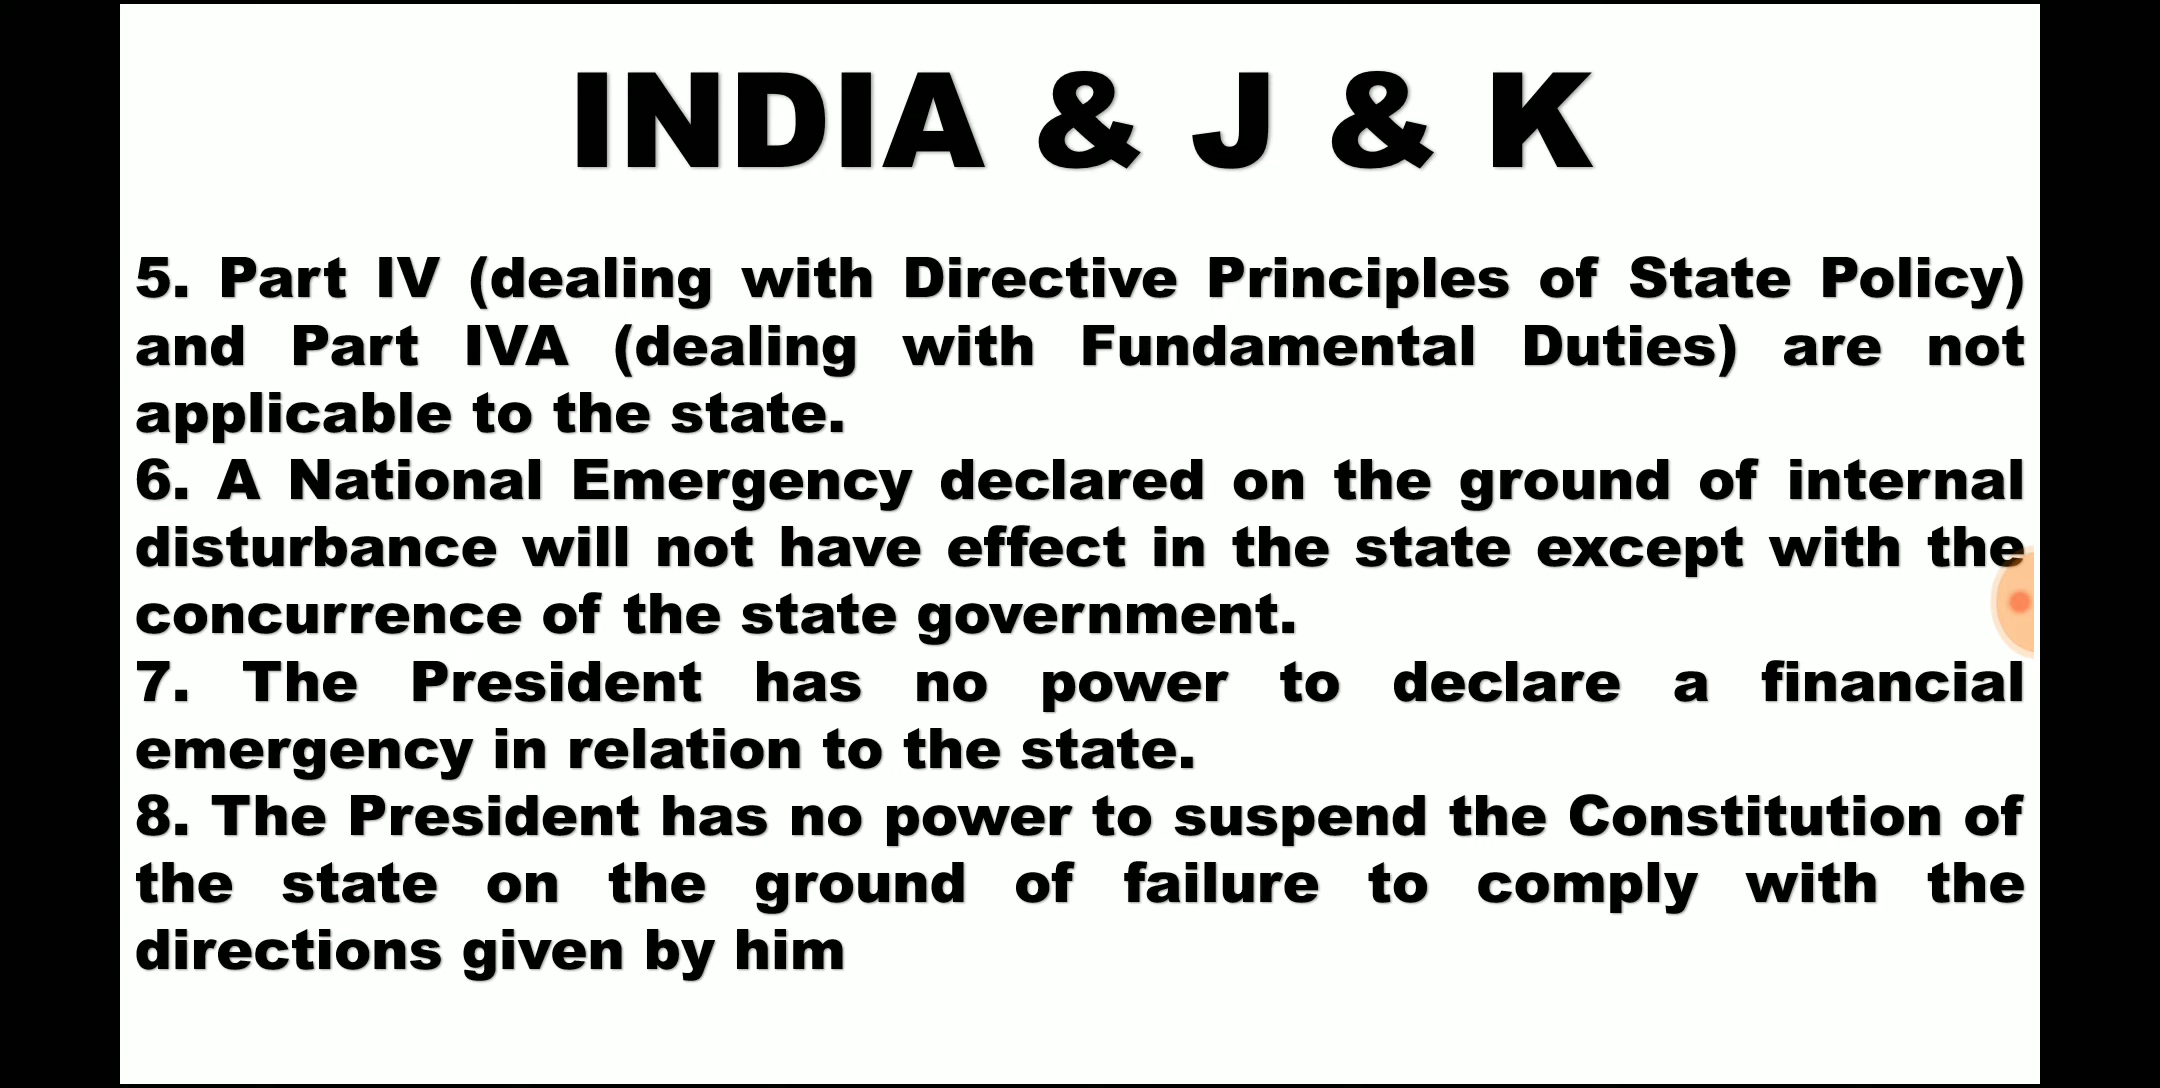 INDIA & J & K
5. Part IV (dealing with Directive Principles of State Policy)
and Part IVA (dealing with Fundamental Duties) are not
applicable to the state.
6. A National Emergency declared on the ground of internal
disturbance will not have effect in the state except with the
concurrence of the state government.
7. The President has no power to declare a financial
emergency in relation to the state.
8. The President has no power to suspend the Constitution of
the state on the ground of failure to comply with the
directions given by him